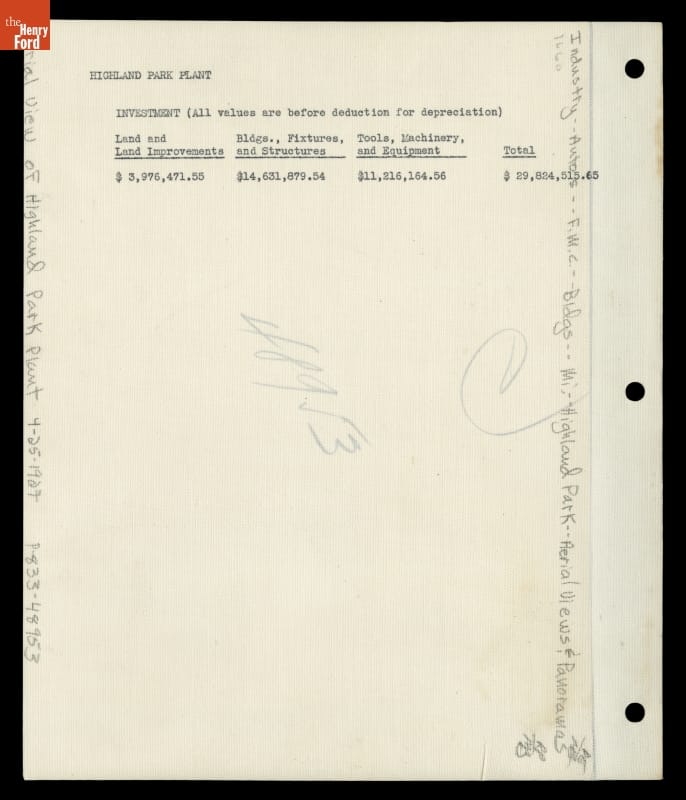 the
Henry
Ford
HIGHLAND PARK PLANT
INVESTMENT (All values are before deduction for depreciation)
Land and Bldgs., Fixtures, Tools, Machinery,
Land Improvements and Structures and Equipment Total
$ 3,976,471.55 $14,631,879.54 $11,216,164.56 $ 29,824,515.65
rial View of Highland Park Plant 4-25-1927 P-833-48953
Industry--Autos--F.M.C.--Bldgs--Mi,-Highland Park--Aerial Views & Panoramas
1660